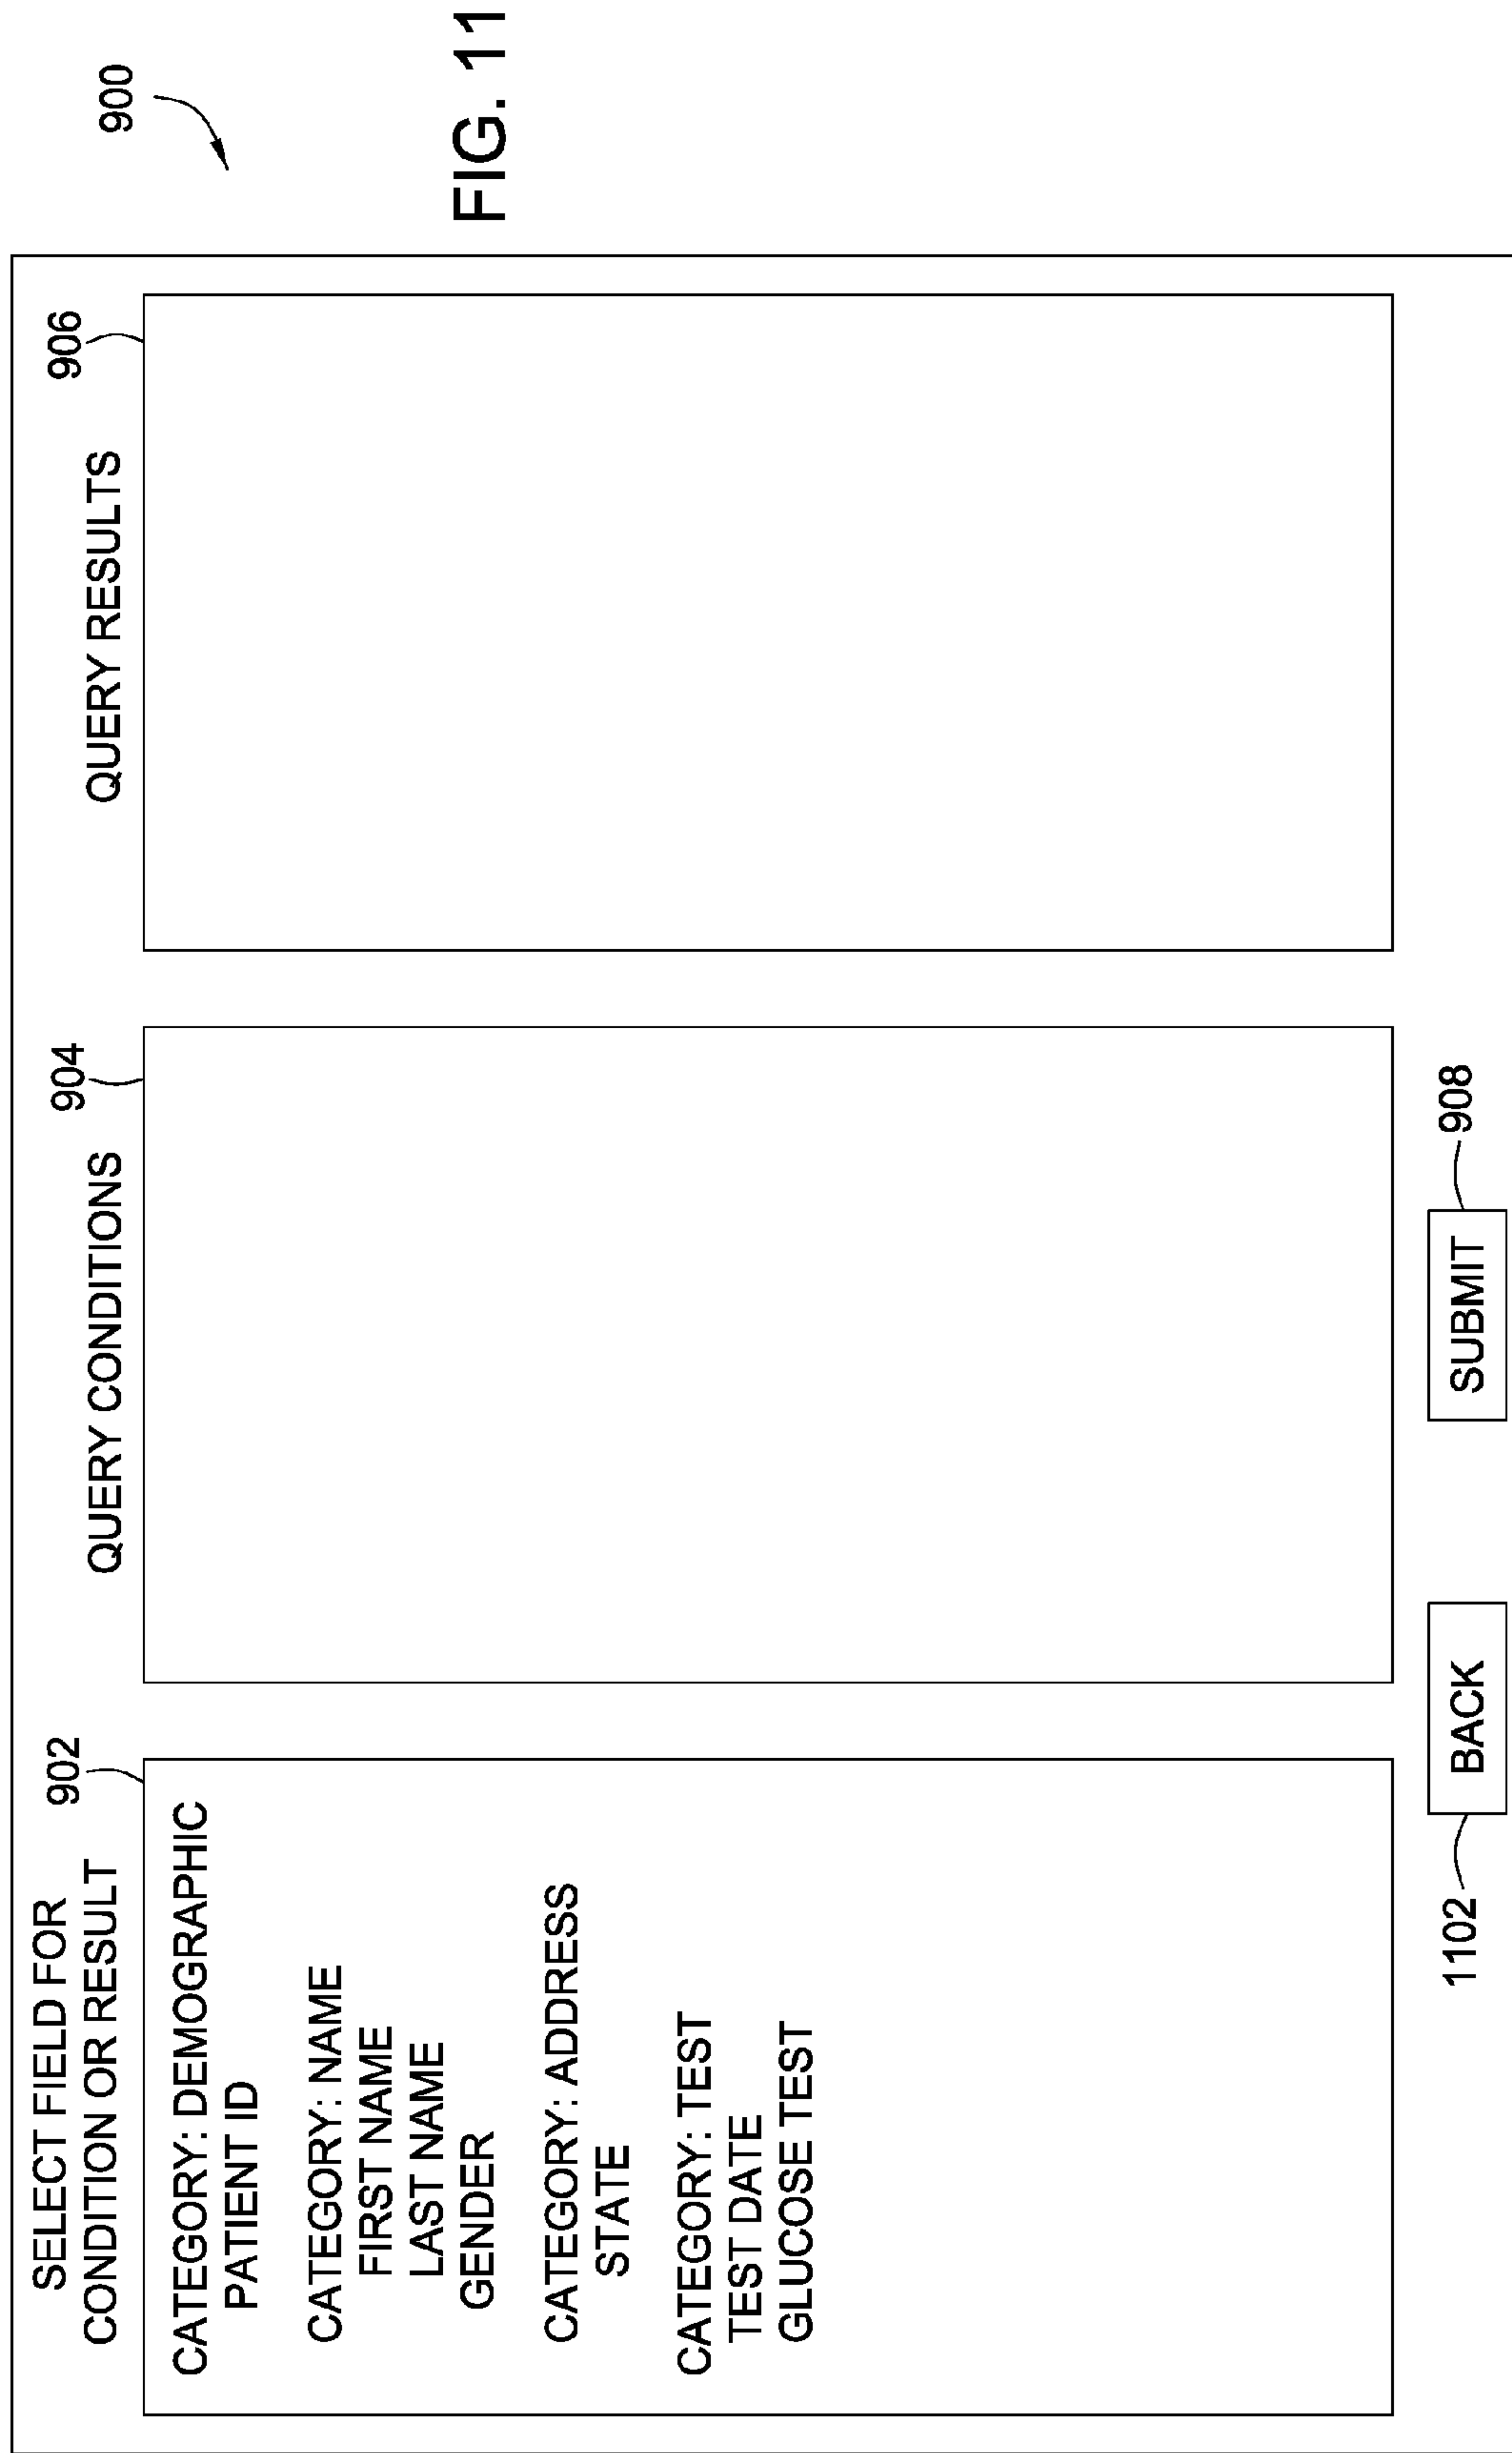 SELECT FIELD FOR
CONDITION OR RESULT
902
CATEGORY: DEMOGRAPHIC
PATIENT ID
CATEGORY: NAME
FIRST NAME
LAST NAME
GENDER
CATEGORY: ADDRESS
STATE
CATEGORY: TEST
TEST DATE
GLUCOSE TEST
QUERY CONDITIONS
904
QUERY RESULTS
906
1102
BACK
SUBMIT
908
900
FIG. 11